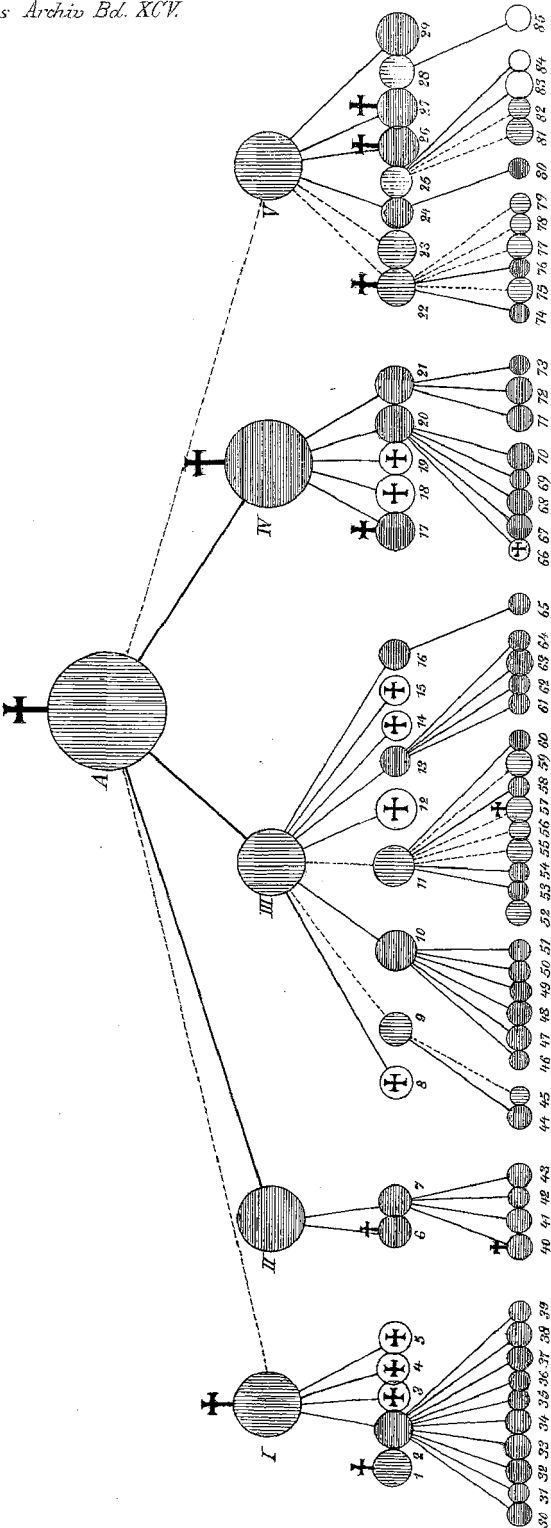 s Archiv Bd. XCV.
A
I
II
III
IV
V
1 2 3 4 5 6 7 8 9 10 11 12 13 14 15 16 17 18 19 20 21 22 23 24 25 26 27 28 29
30 31 32 33 34 35 36 37 38 39 40 41 42 43 44 45 46 47 48 49 50 51 52 53 54 55 56 57 58 59 60 61 62 63 64 65 66 67 68 69 70 71 72 73 74 75 76 77 78 79 80 81 82 83 84 85